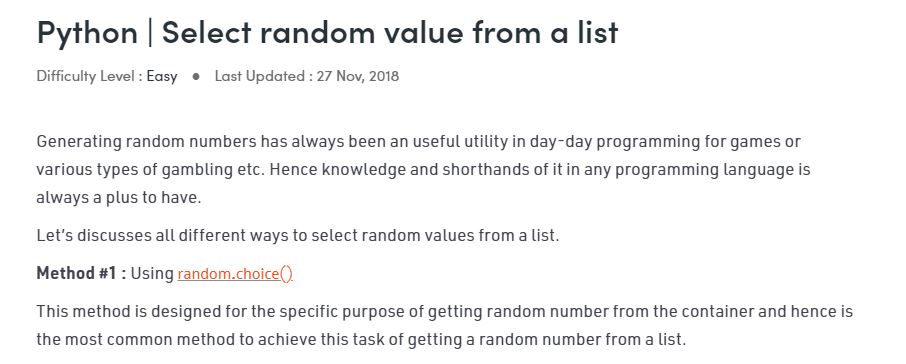 Python | Select random value from a list
Difficulty Level : Easy ● Last Updated : 27 Nov, 2018
Generating random numbers has always been an useful utility in day-day programming for games or
various types of gambling etc. Hence knowledge and shorthands of it in any programming language is
always a plus to have.
Let’s discusses all different ways to select random values from a list.
Method #1 : Using random.choice()
This method is designed for the specific purpose of getting random number from the container and hence is
the most common method to achieve this task of getting a random number from a list.